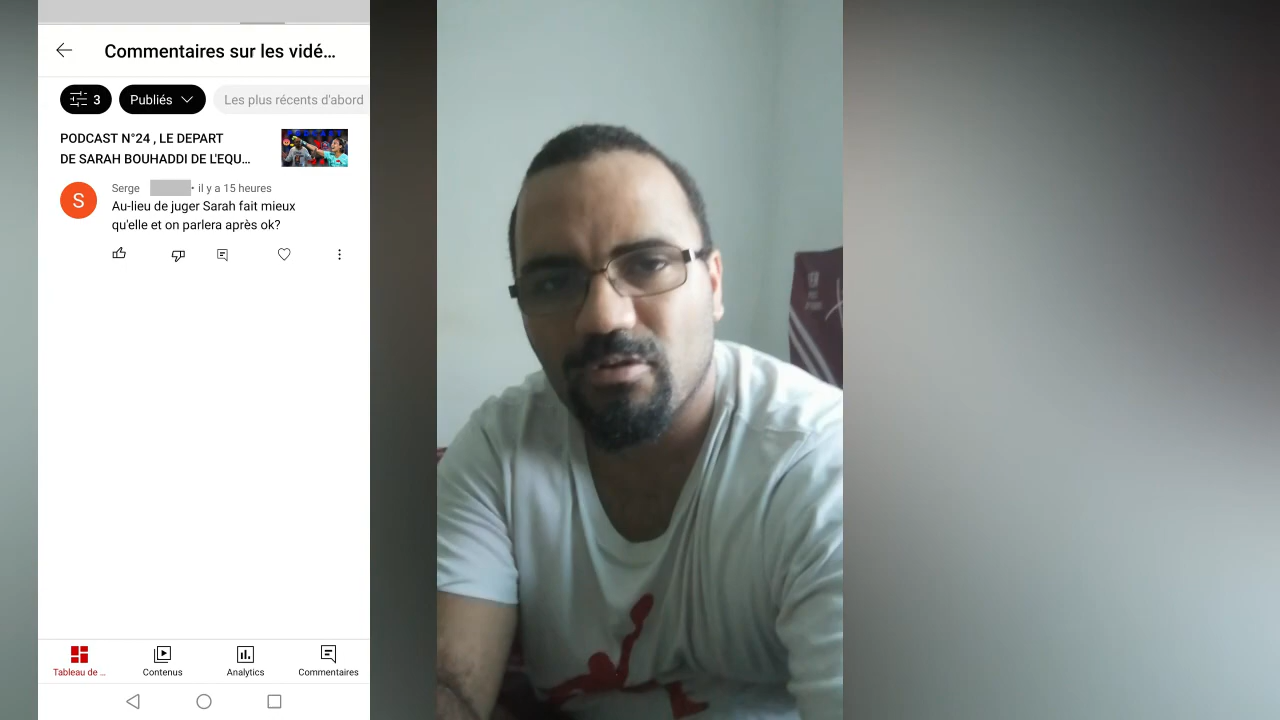 Commentaires sur les vidé...
3
Publiés
Les plus récents d'abord
PODCAST N°24 , LE DEPART
DE SARAH BOUHADDI DE L'EQU...
S
Serge • il y a 15 heures
Au-lieu de juger Sarah fait mieux
qu'elle et on parlera après ok?
Tableau de ...
Contenus
Analytics
Commentaires